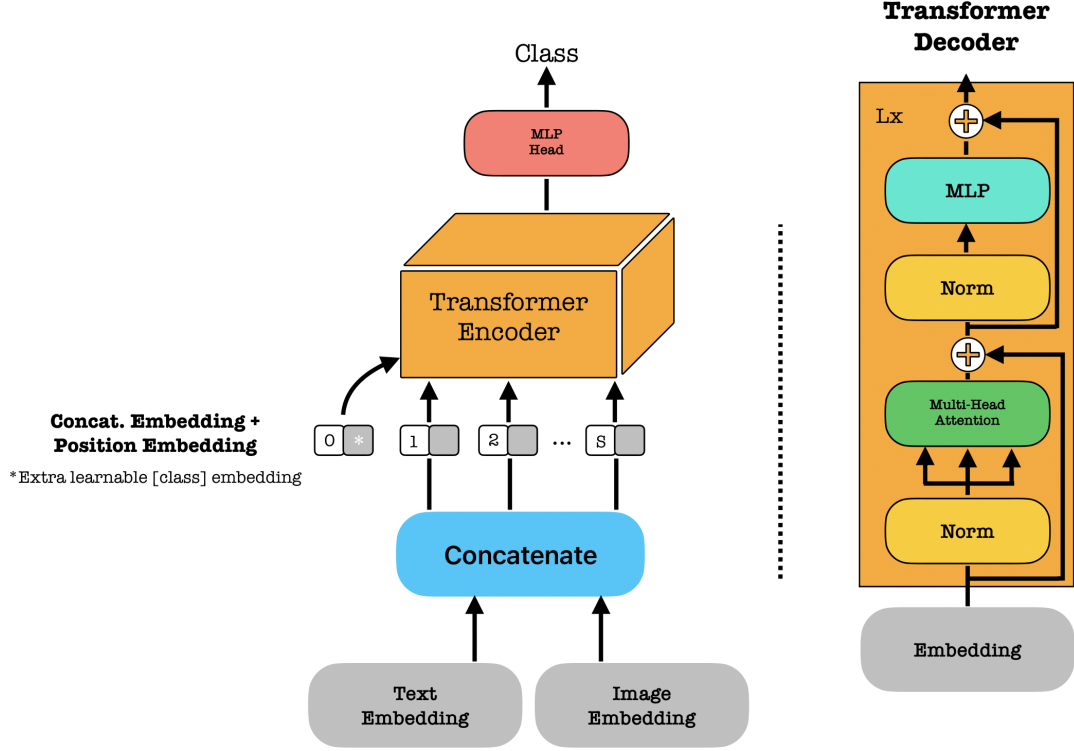 Class
MLP
Head
Transformer
Encoder
Concat. Embedding +
Position Embedding
*Extra learnable [class] embedding
0 * 1 2 ... S
Concatenate
Text
Embedding
Image
Embedding
Transformer
Decoder
Lx
MLP
Norm
Multi-Head
Attention
Norm
Embedding